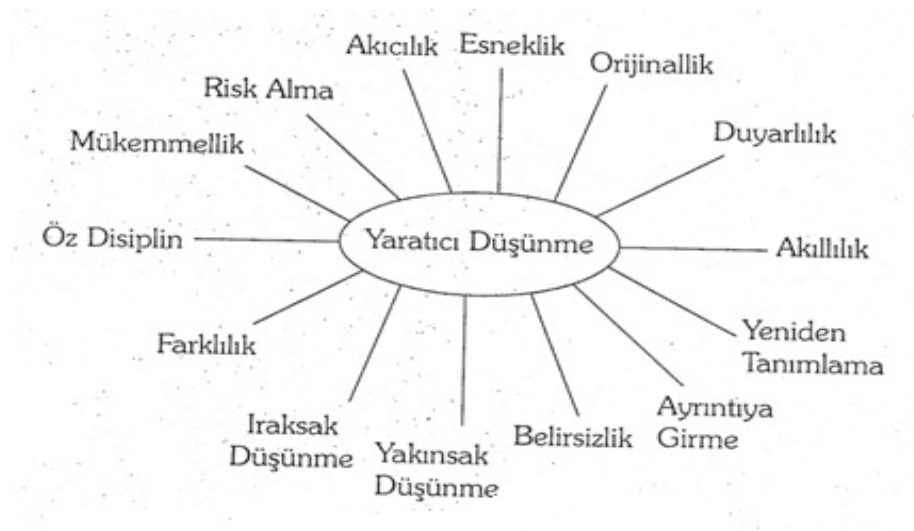 Akıcılık
Esneklik
Orijinallik
Risk Alma
Duyarlılık
Mükemmellik
Öz Disiplin
Yaratıcı Düşünme
Akıllılık
Farklılık
Yeniden
Tanımlama
Ayrıntıya
Girme
Iraksak
Düşünme
Yakınsak
Düşünme
Belirsizlik